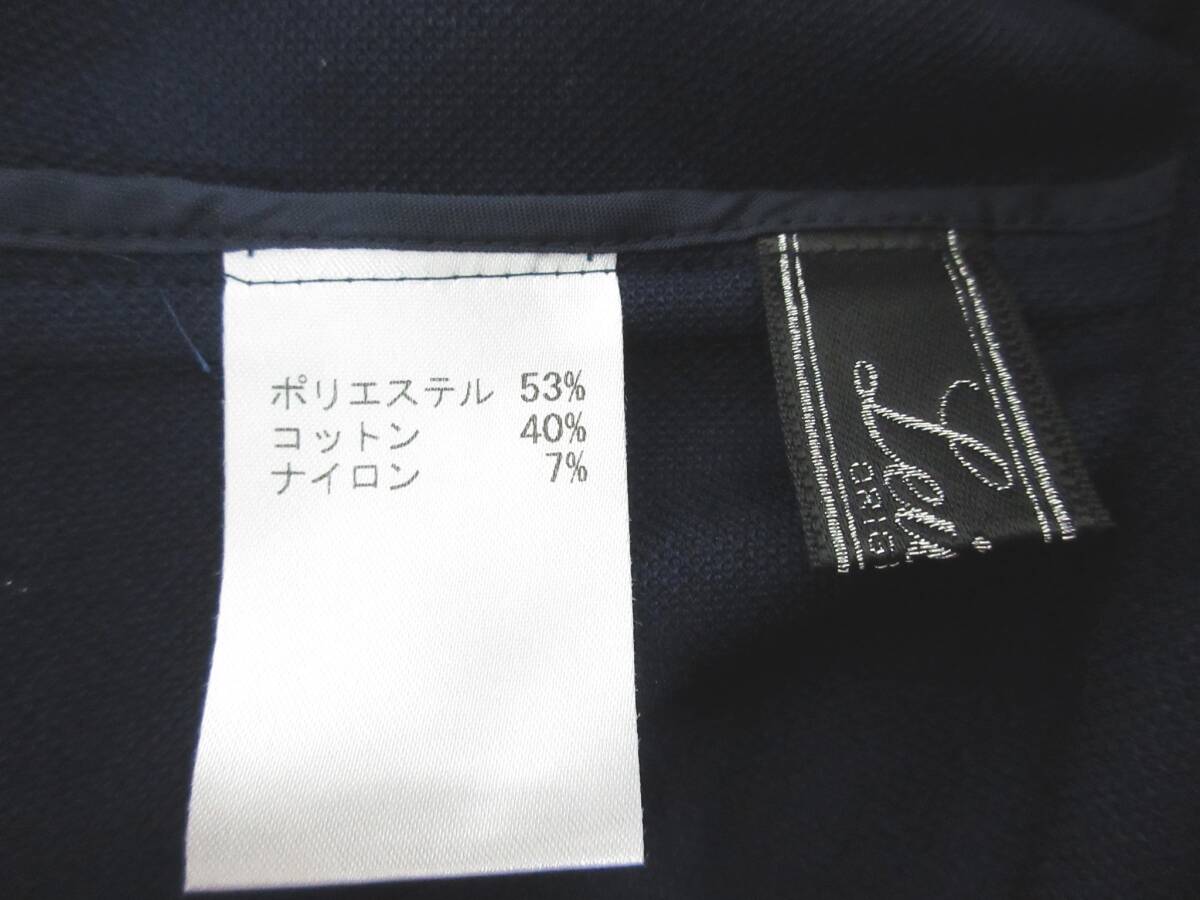 ポリエステル 53%
コットン 40%
ナイロン 7%